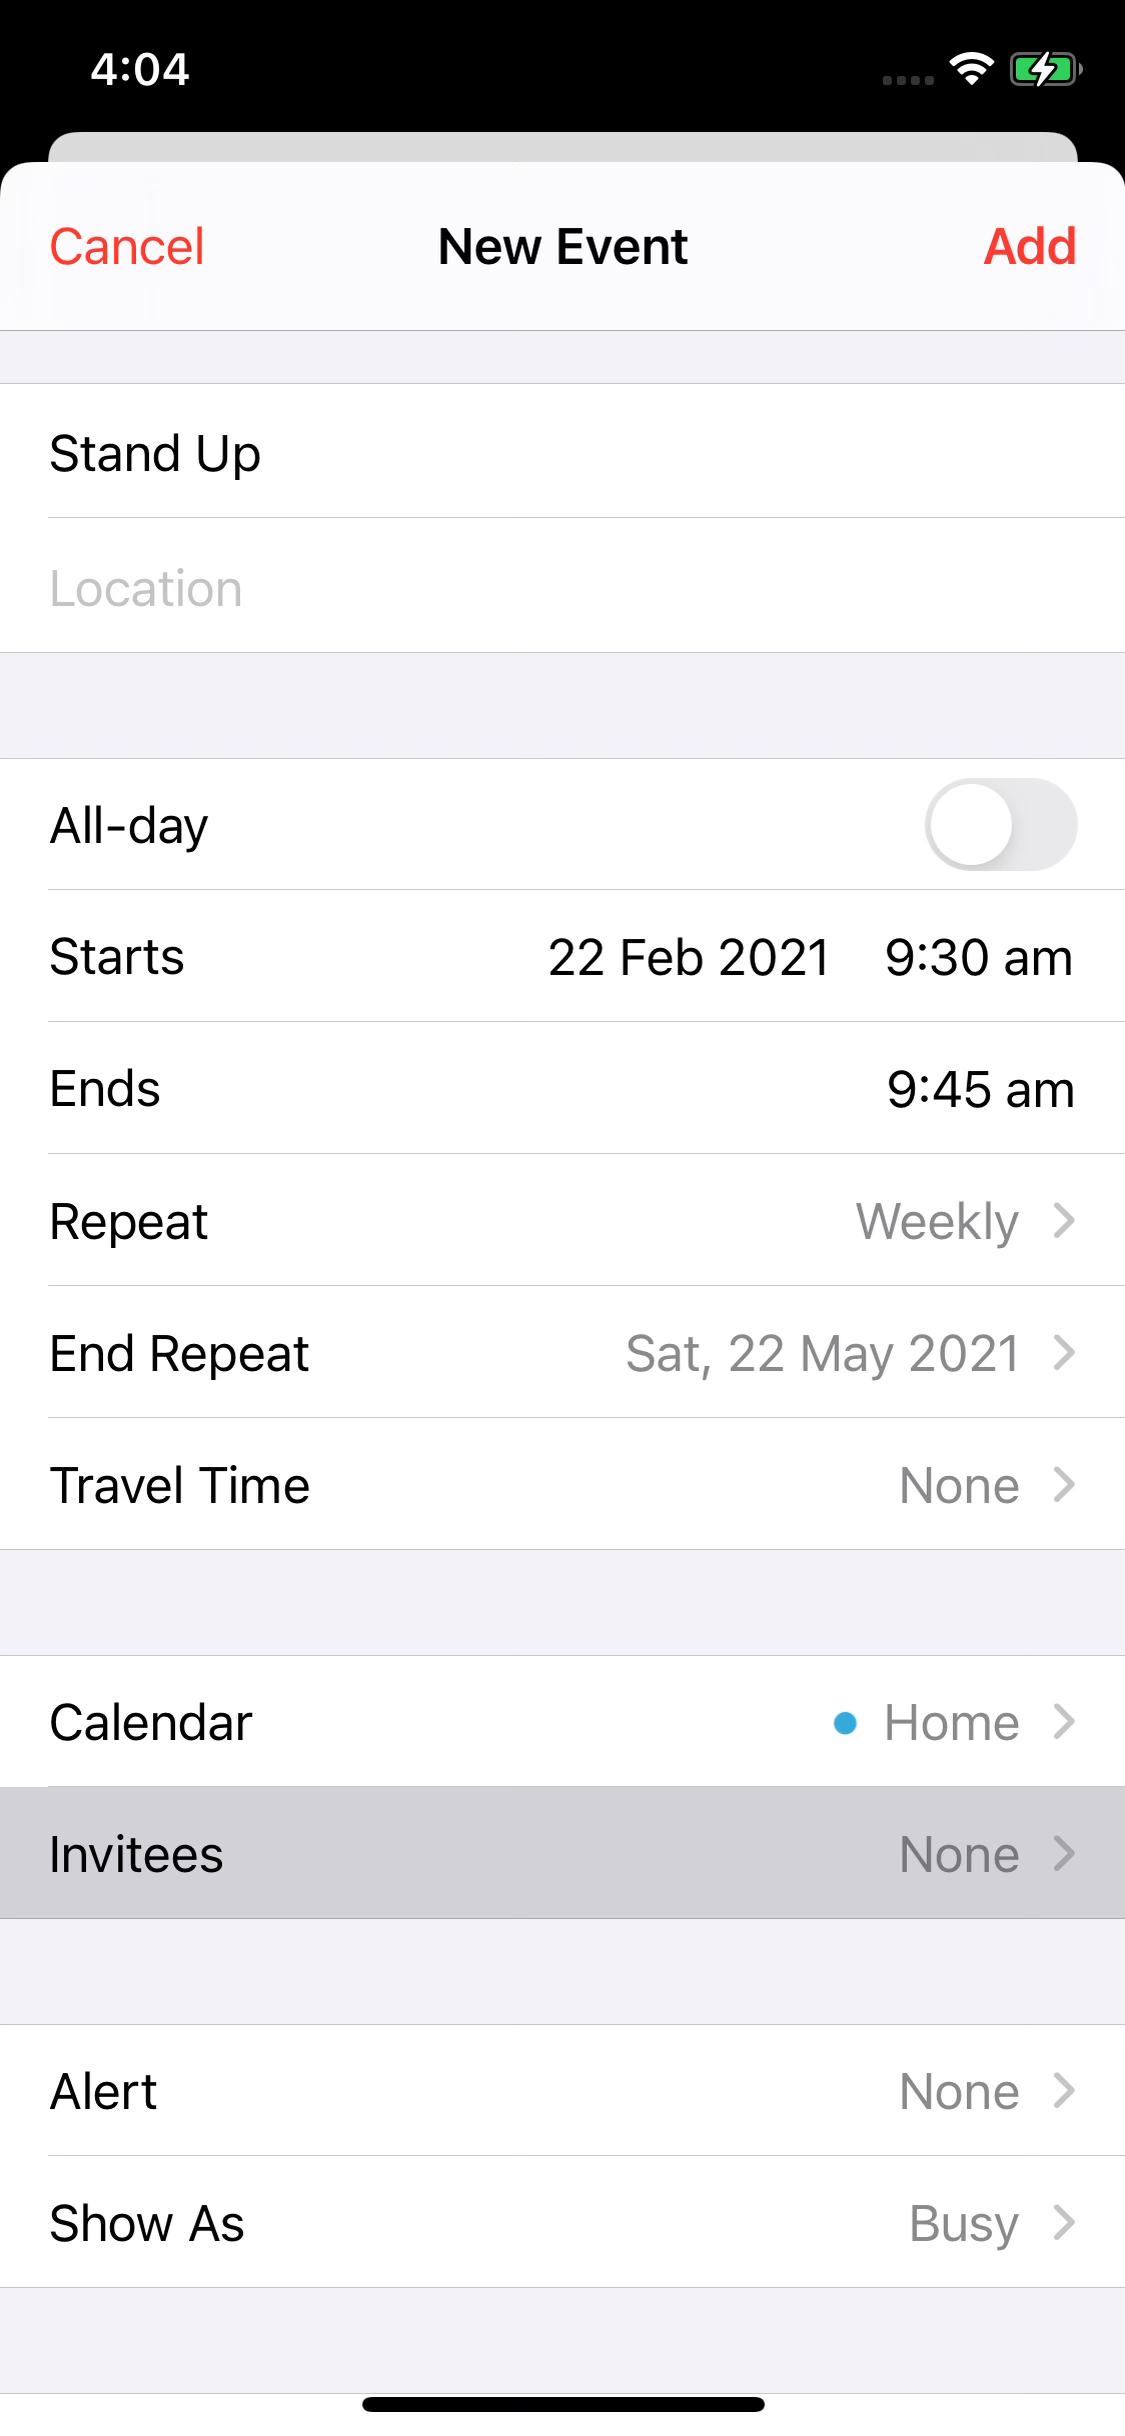 4:04
Cancel New Event Add
Stand Up
Location
All-day
Starts 22 Feb 2021 9:30 am
Ends 9:45 am
Repeat Weekly
End Repeat Sat, 22 May 2021
Travel Time None
Calendar Home
Invitees None
Alert None
Show As Busy